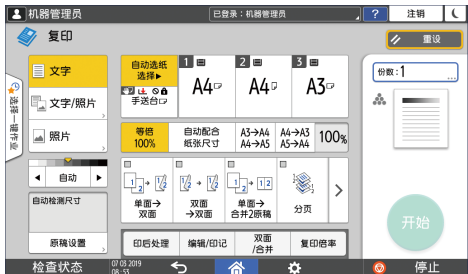 机器管理员
已登录：机器管理员
?
注销
复印
重设
文字
文字/照片
照片
自动
自动检测尺寸
原稿设置
选择一键作业
自动选纸
选择▶
手送台
1
A4
2
A4
3
A3
等倍
100%
自动配合
纸张尺寸
A3→A4
A4→A5
A4→A3
A5→A4
100%
1 2
1/2
1 2
单面→
双面
双面
→双面
单面→
合并2原稿
分页
印后处理
编辑/印记
双面
/合并
复印倍率
份数:1
...
开始
检查状态
07 03 2019
08:53
停止